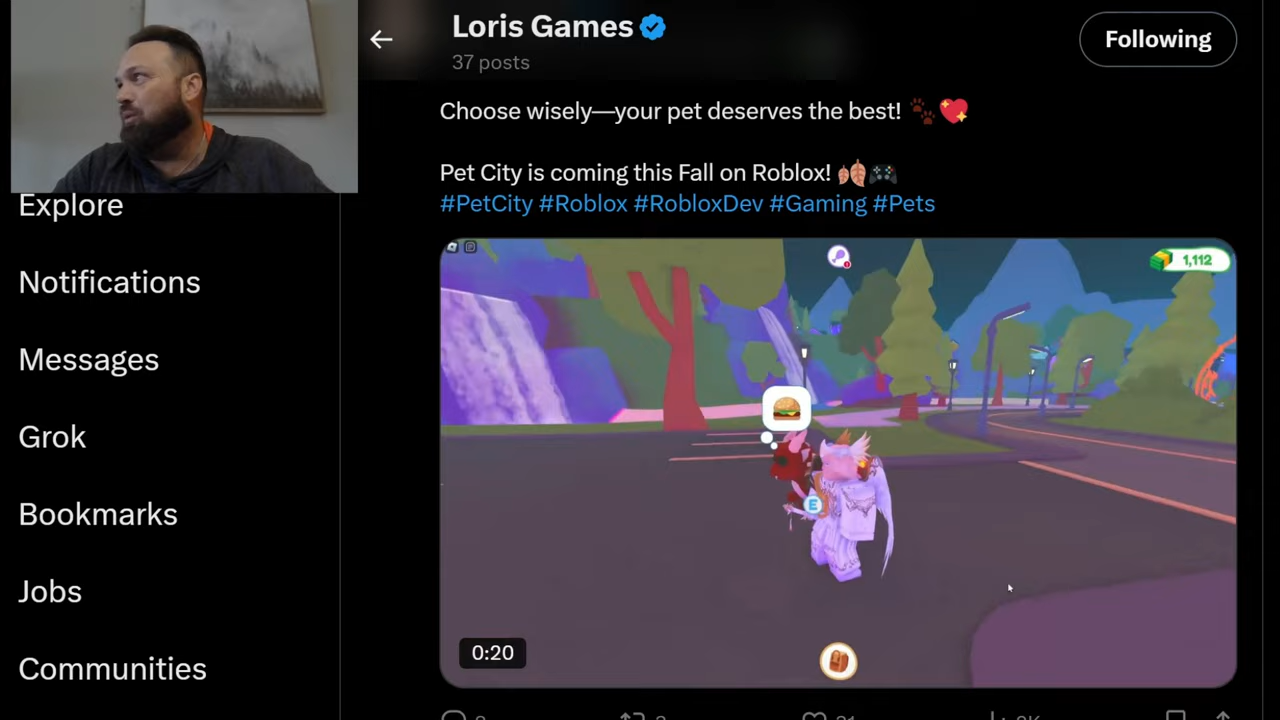 Loris Games
37 posts
Following
Choose wisely—your pet deserves the best! 🐾💖
Pet City is coming this Fall on Roblox! 🍂🎮
#PetCity #Roblox #RobloxDev #Gaming #Pets
Explore
Notifications
Messages
Grok
Bookmarks
Jobs
Communities
1,112
E
0:20